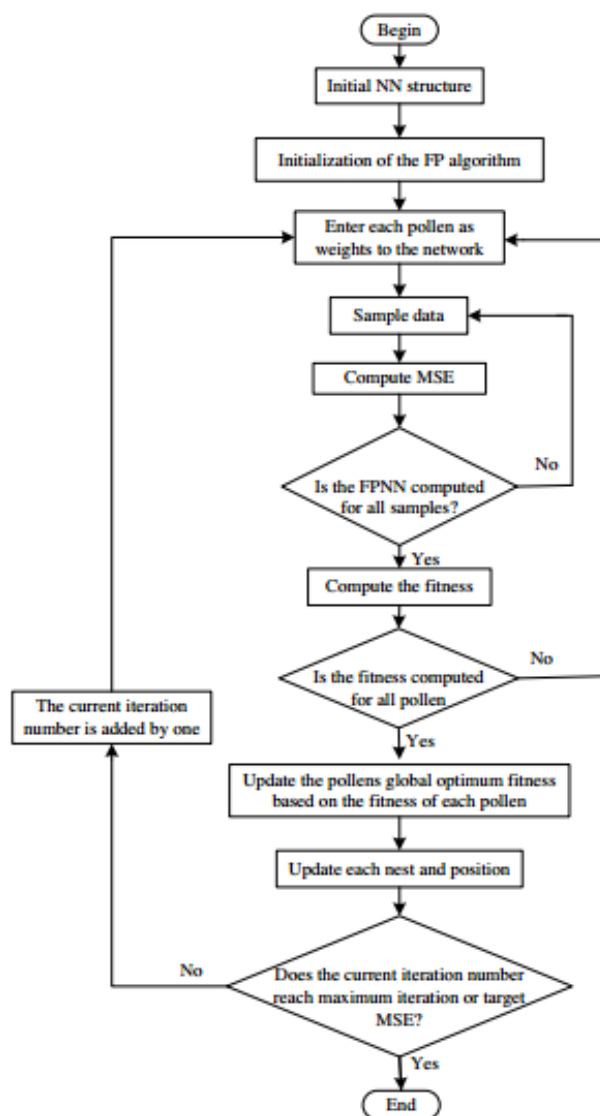 Begin
Initial NN structure
Initialization of the FP algorithm
Enter each pollen as
weights to the network
Sample data
Compute MSE
No
Is the FPNN computed
for all samples?
Yes
Compute the fitness
No
Is the fitness computed
for all pollen
The current iteration
number is added by one
Yes
Update the pollens global optimum fitness
based on the fitness of each pollen
Update each nest and position
No
Does the current iteration number
reach maximum iteration or target
MSE?
Yes
End